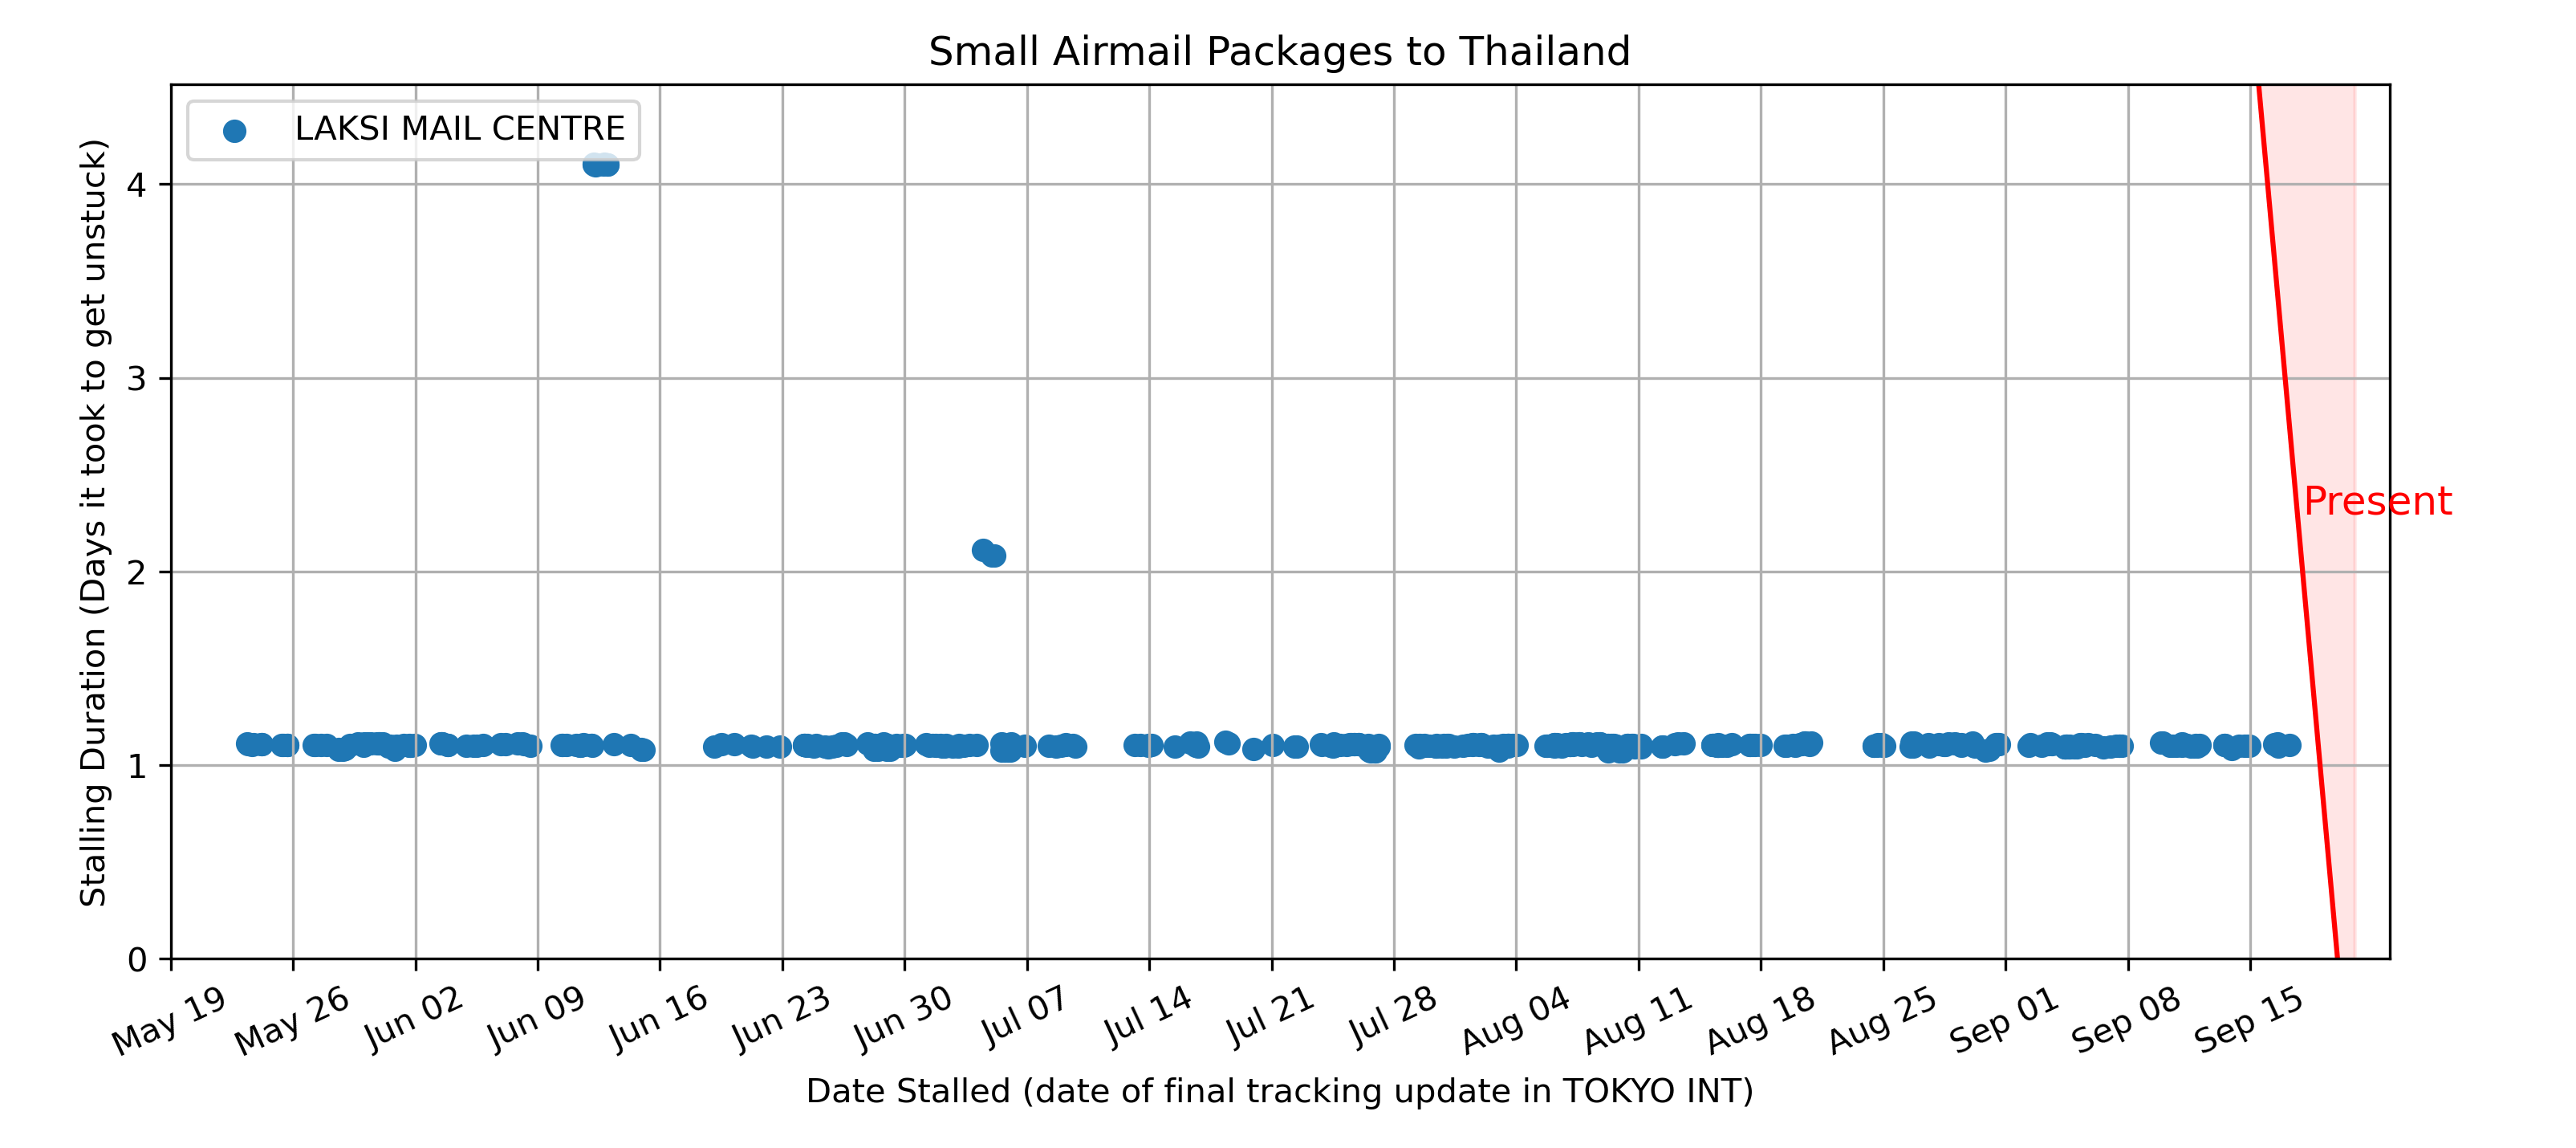 Small Airmail Packages to Thailand
LAKSI MAIL CENTRE
Stalling Duration (Days it took to get unstuck)
4
3
2
1
0
Present
May 19
May 26
Jun 02
Jun 09
Jun 16
Jun 23
Jun 30
Jul 07
Jul 14
Jul 21
Jul 28
Aug 04
Aug 11
Aug 18
Aug 25
Sep 01
Sep 08
Sep 15
Date Stalled (date of final tracking update in TOKYO INT)